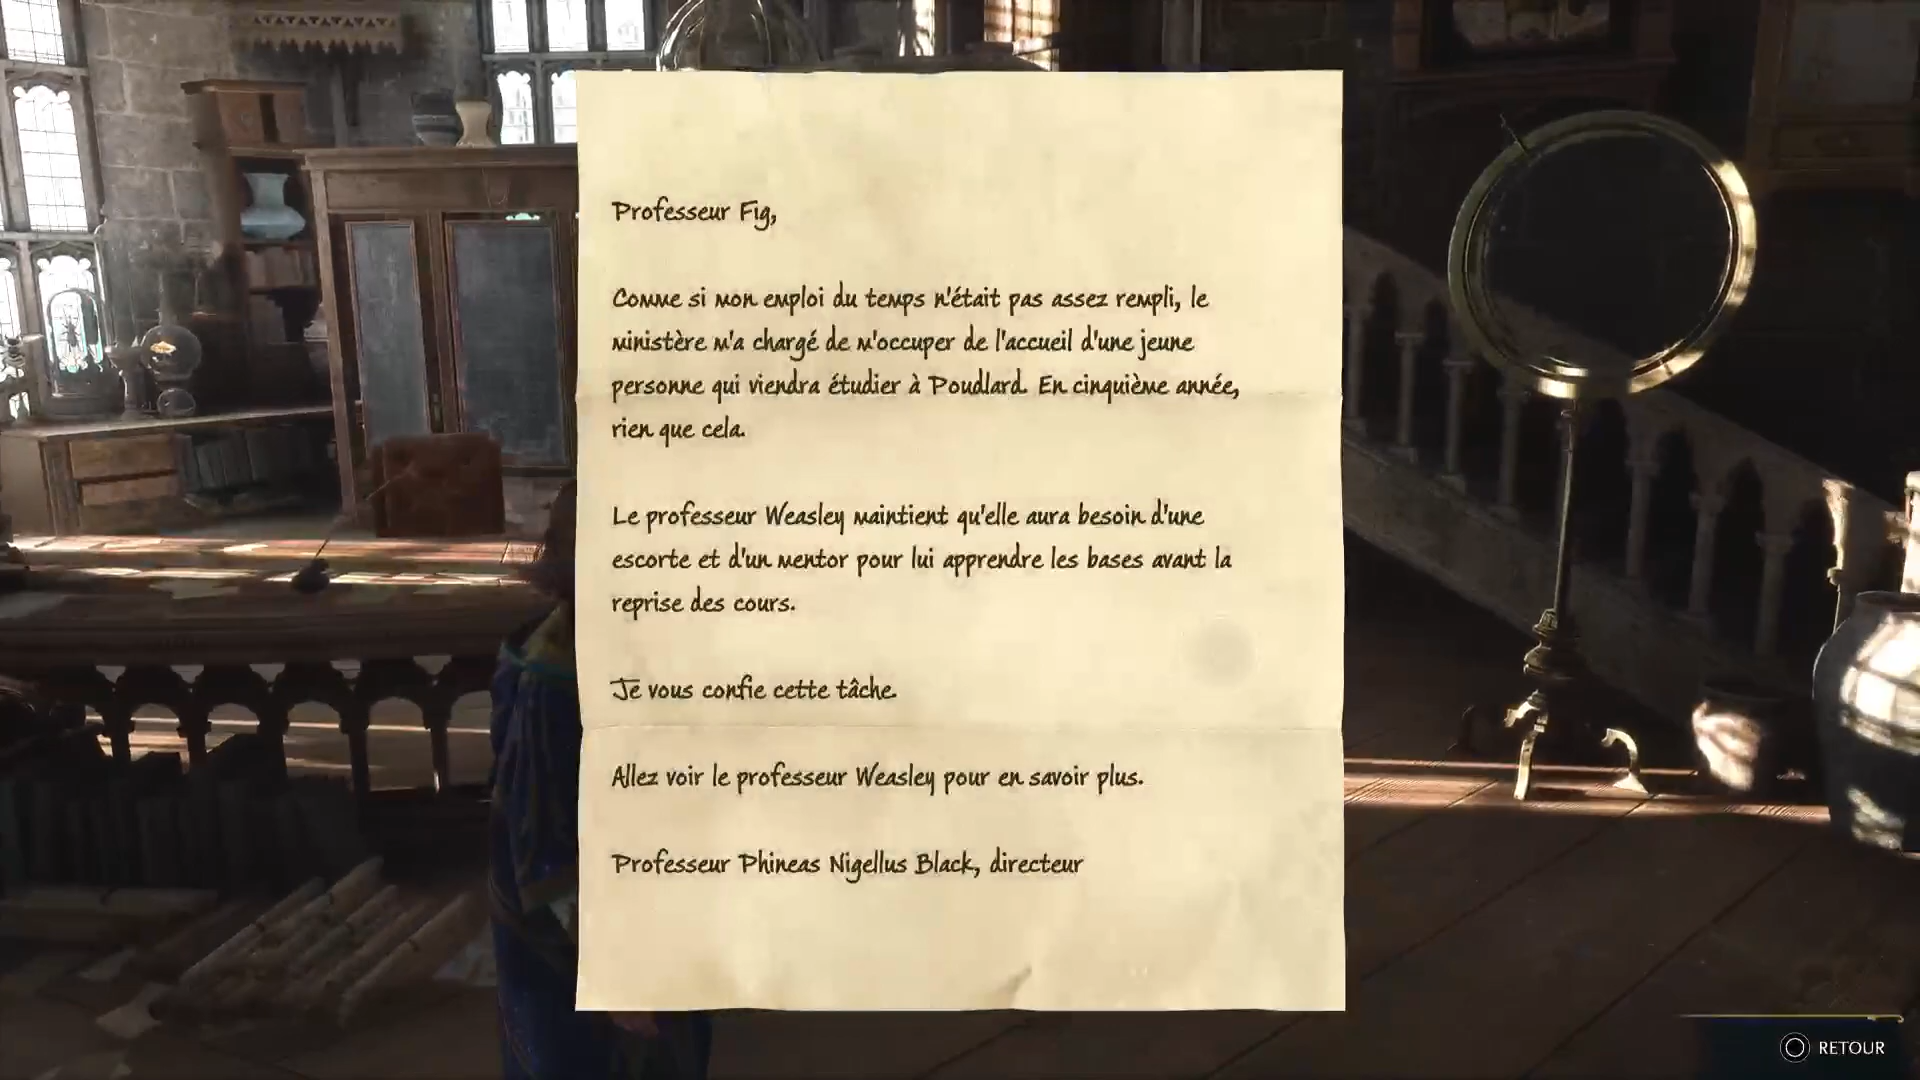 Professeur Fig,
Comme si mon emploi du temps n'était pas assez rempli, le
ministère m'a chargé de m'occuper de l'accueil d'une jeune
personne qui viendra étudier à Poudlard. En cinquième année,
rien que cela.
Le professeur Weasley maintient qu'elle aura besoin d'une
escorte et d'un mentor pour lui apprendre les bases avant la
reprise des cours.
Je vous confie cette tâche.
Allez voir le professeur Weasley pour en savoir plus.
Professeur Phineas Nigellus Black, directeur
RETOUR